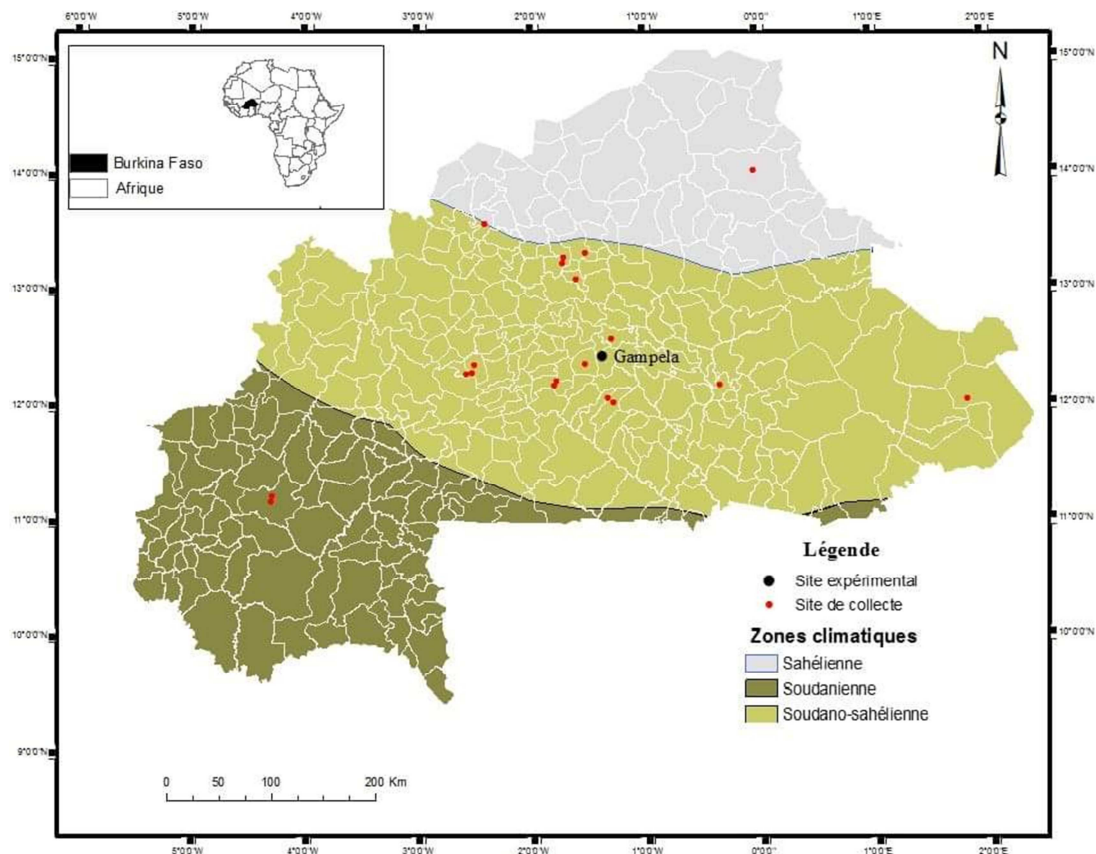 6°0'0"O 5°0'0"O 4°0'0"O 3°0'0"O 2°0'0"O 1°0'0"O 0°0'0" 1°0'0"E 2°0'0"E
15°0'0"N
14°0'0"N
13°0'0"N
12°0'0"N
11°0'0"N
10°0'0"N
9°0'0"N
Burkina Faso
Afrique
N
Gampela
Légende
Site expérimental
Site de collecte
Zones climatiques
Sahélienne
Soudanienne
Soudano-sahélienne
0 50 100 200 Km
15°0'0"N
14°0'0"N
13°0'0"N
12°0'0"N
11°0'0"N
10°0'0"N
5°0'0"O 4°0'0"O 3°0'0"O 2°0'0"O 1°0'0"O 0°0'0" 1°0'0"E 2°0'0"E